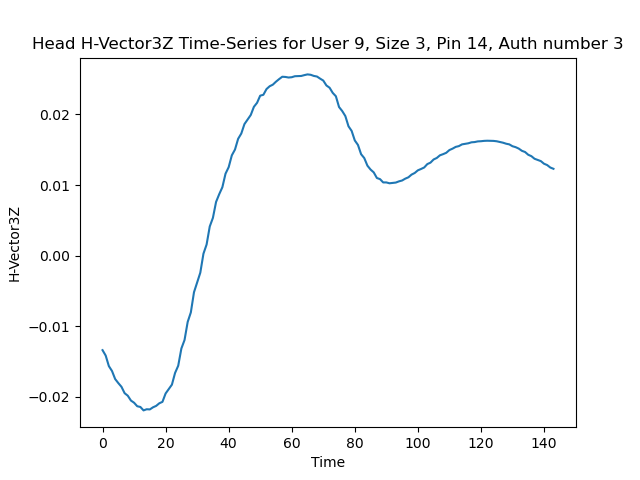 Head H-Vector3Z Time-Series for User 9, Size 3, Pin 14, Auth number 3
H-Vector3Z
0.02
0.01
0.00
−0.01
−0.02
0 20 40 60 80 100 120 140
Time